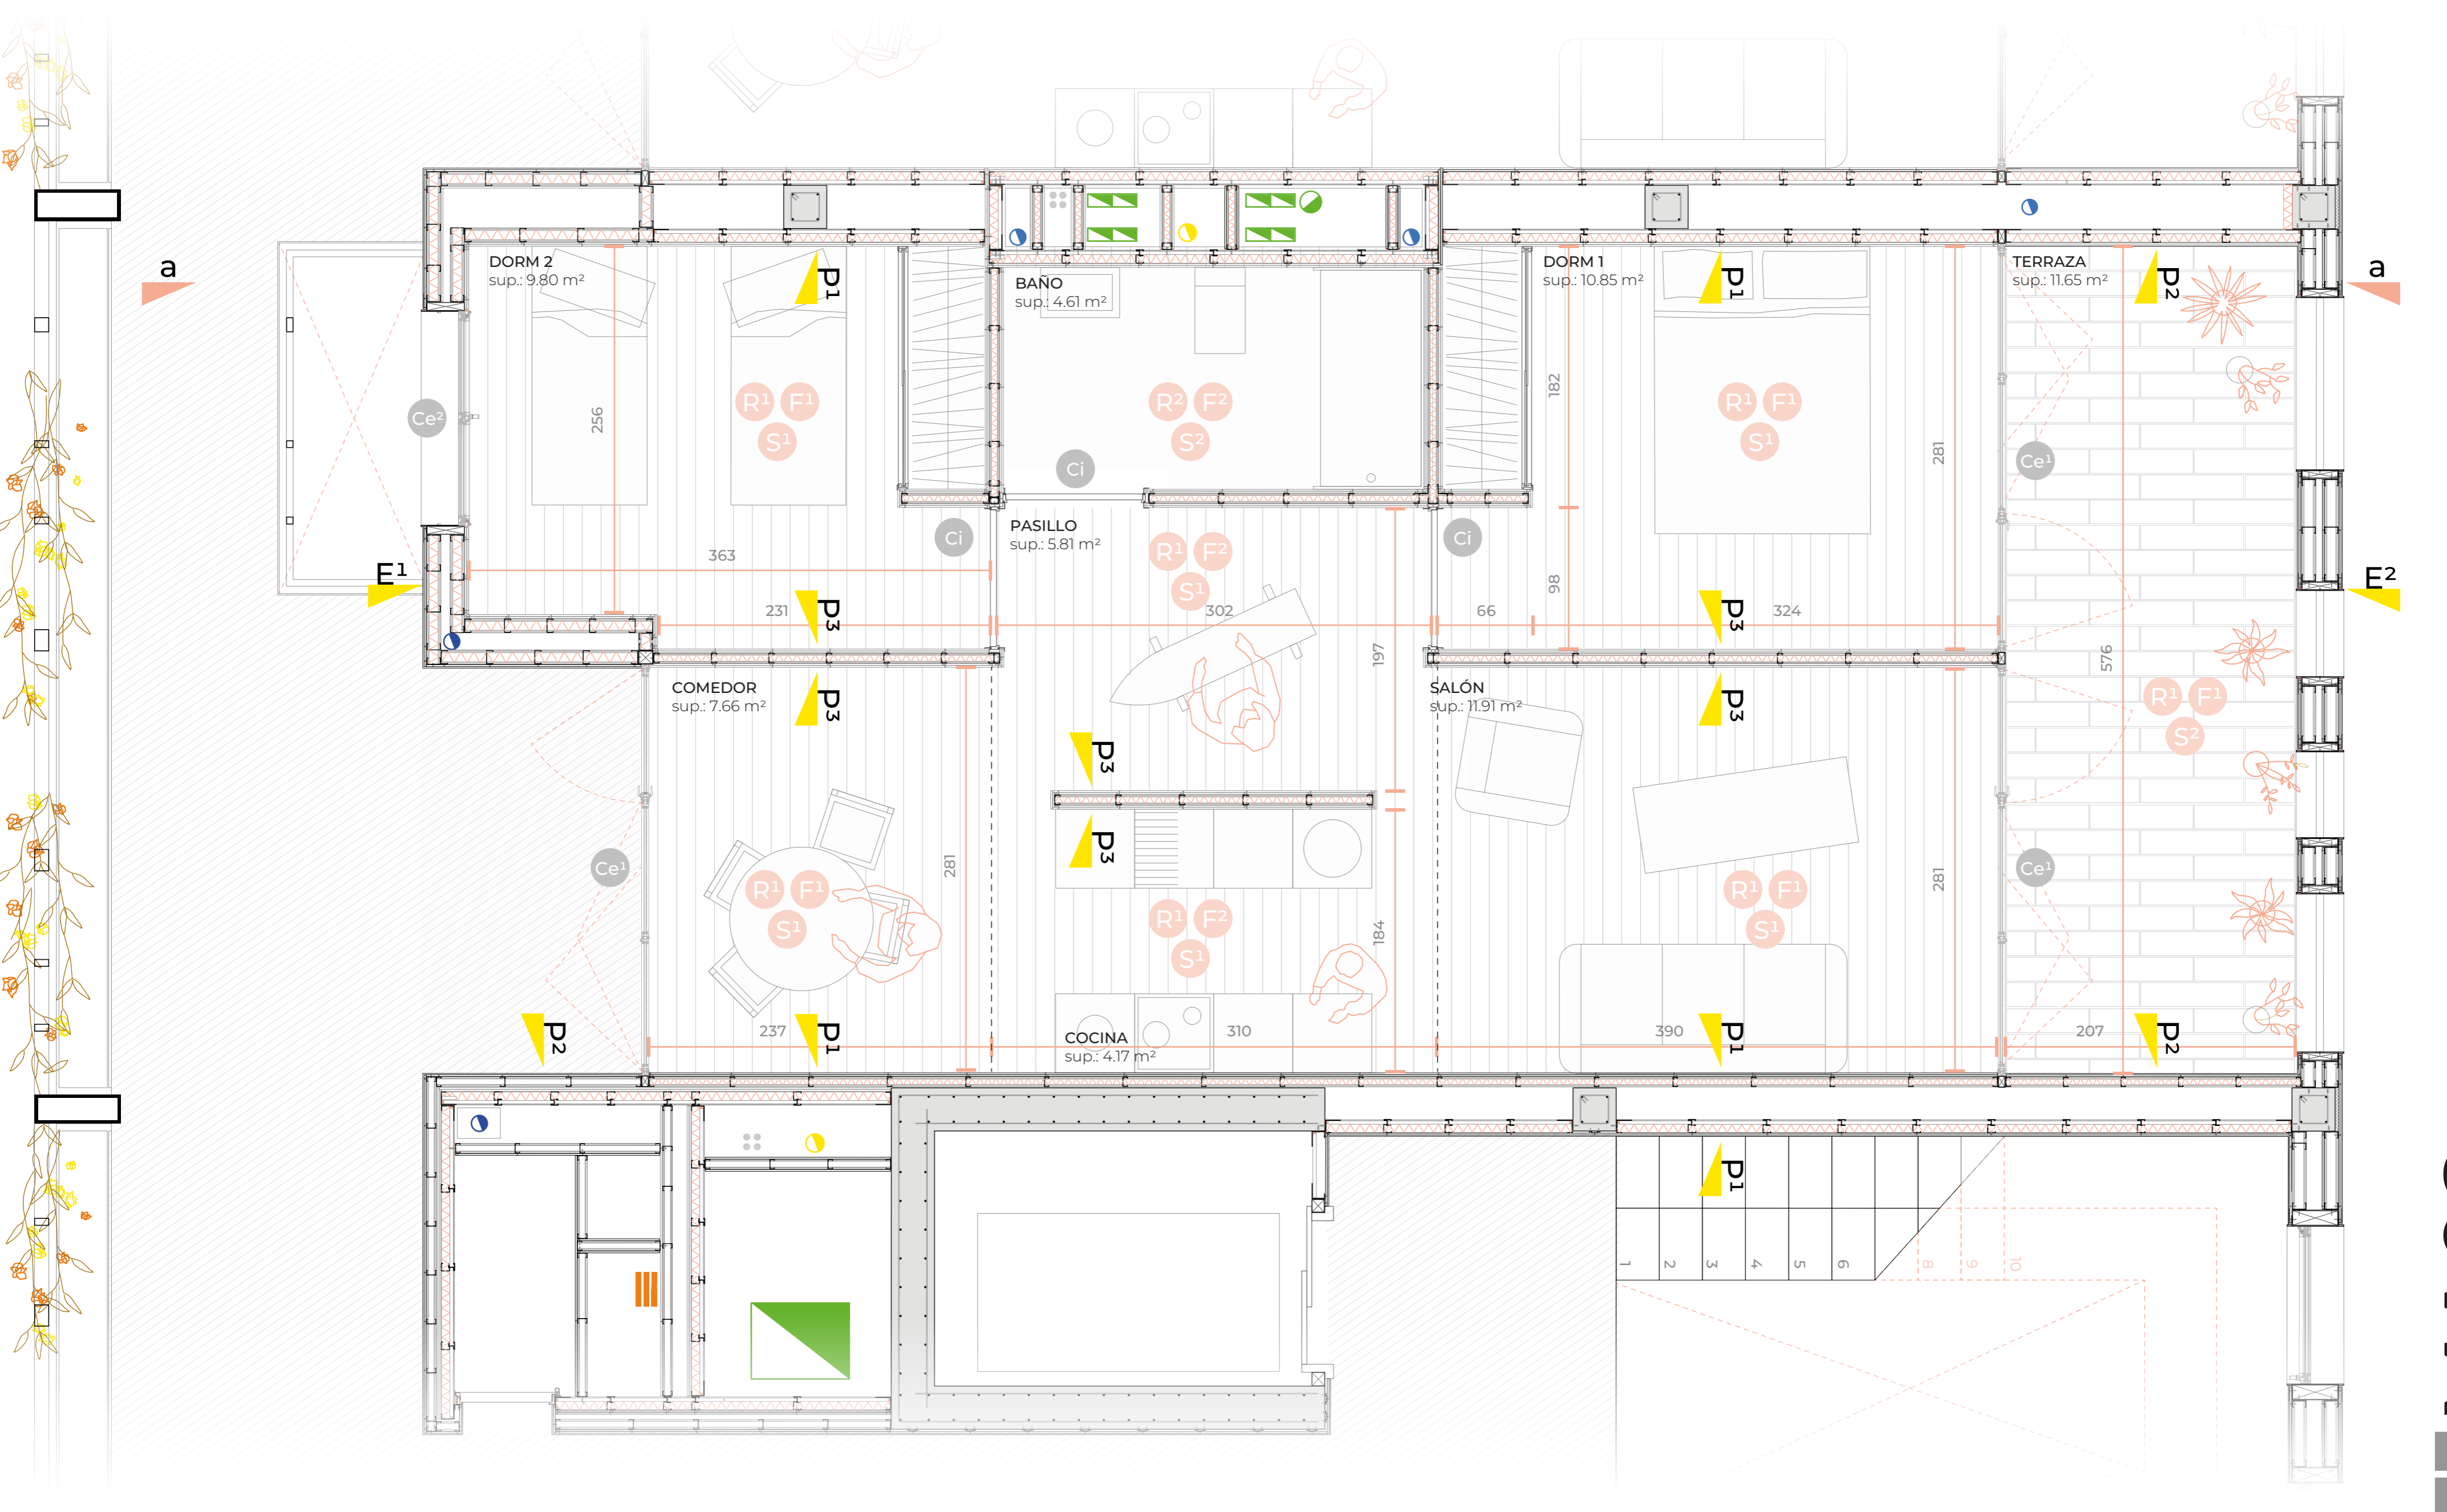 a
a
DORM 2
sup.: 9.80 m²
P¹
BAÑO
sup.: 4.61 m²
DORM 1
sup.: 10.85 m²
P¹
TERRAZA
sup.: 11.65 m²
P²
Ce²
256
R¹ F¹
S¹
R² F²
S²
Ci
182
R¹ F¹
S¹
281
Ce¹
Ci
PASILLO
sup.: 5.81 m²
R¹ F²
S¹
Ci
363
98
E¹
E²
231
P³
302
66
P³
324
197
576
COMEDOR
sup.: 7.66 m²
P³
SALÓN
sup.: 11.91 m²
P³
R¹ F¹
S²
P³
P³
Ce¹
281
R¹ F¹
S¹
R¹ F²
S¹
184
R¹ F¹
S¹
281
Ce¹
P²
237
P¹
COCINA
sup.: 4.17 m²
310
390
P¹
207
P²
P¹
1
2
3
4
5
6
8
9
10